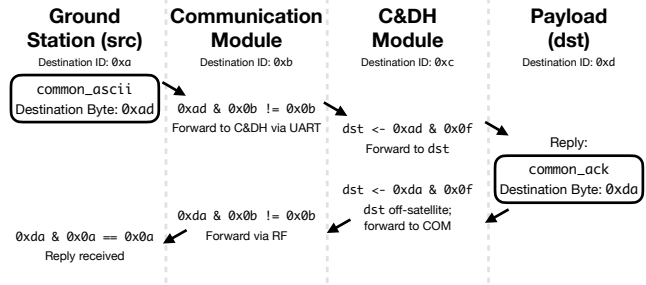 Ground
Station (src)
Destination ID: 0xa
common_ascii
Destination Byte: 0xad
0xda & 0x0a == 0x0a
Reply received
Communication
Module
Destination ID: 0xb
0xad & 0x0b != 0x0b
Forward to C&DH via UART
0xda & 0x0b != 0x0b
Forward via RF
C&DH
Module
Destination ID: 0xc
dst <- 0xad & 0x0f
Forward to dst
dst <- 0xda & 0x0f
dst off-satellite;
forward to COM
Payload
(dst)
Destination ID: 0xd
Reply:
common_ack
Destination Byte: 0xda